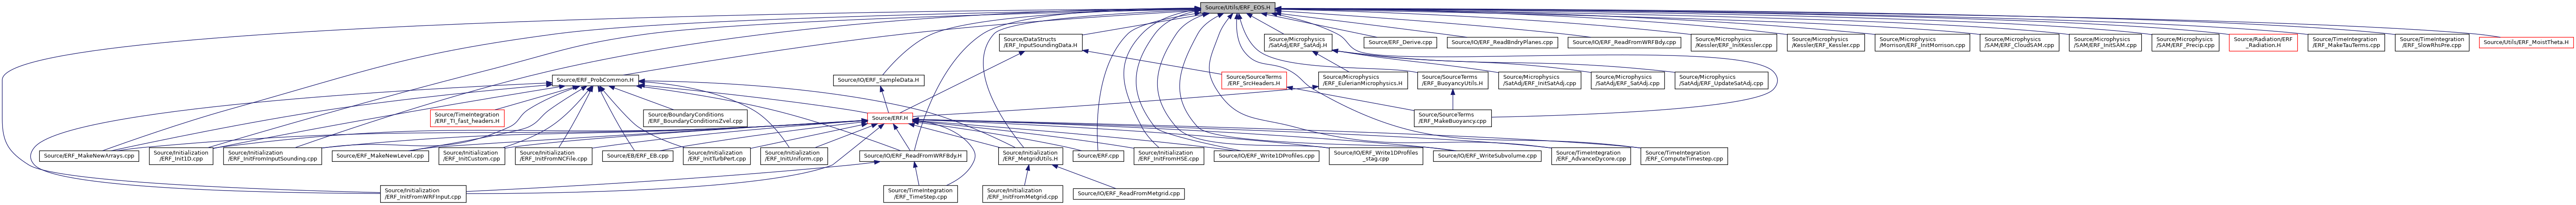 Source/Utils/ERF_EOS.H
Source/DataStructs
/ERF_InputSoundingData.H
Source/Microphysics
/SatAdj/ERF_SatAdj.H
Source/ERF_Derive.cpp
Source/IO/ERF_ReadBndryPlanes.cpp
Source/IO/ERF_ReadFromWRFBdy.cpp
Source/Microphysics
/Kessler/ERF_InitKessler.cpp
Source/Microphysics
/Kessler/ERF_Kessler.cpp
Source/Microphysics
/Morrison/ERF_InitMorrison.cpp
Source/Microphysics
/SAM/ERF_CloudSAM.cpp
Source/Microphysics
/SAM/ERF_InitSAM.cpp
Source/Microphysics
/SAM/ERF_Precip.cpp
Source/Radiation/ERF
_Radiation.H
Source/TimeIntegration
/ERF_MakeTauTerms.cpp
Source/TimeIntegration
/ERF_SlowRhsPre.cpp
Source/Utils/ERF_MoistTheta.H
Source/ERF_ProbCommon.H
Source/IO/ERF_SampleData.H
Source/SourceTerms
/ERF_SrcHeaders.H
Source/Microphysics
/ERF_EulerianMicrophysics.H
Source/SourceTerms
/ERF_BuoyancyUtils.H
Source/Microphysics
/SatAdj/ERF_InitSatAdj.cpp
Source/Microphysics
/SatAdj/ERF_SatAdj.cpp
Source/Microphysics
/SatAdj/ERF_UpdateSatAdj.cpp
Source/TimeIntegration
/ERF_TI_fast_headers.H
Source/BoundaryConditions
/ERF_BoundaryConditionsZvel.cpp
Source/ERF.H
Source/SourceTerms
/ERF_MakeBuoyancy.cpp
Source/ERF_MakeNewArrays.cpp
Source/Initialization
/ERF_Init1D.cpp
Source/Initialization
/ERF_InitFromInputSounding.cpp
Source/ERF_MakeNewLevel.cpp
Source/Initialization
/ERF_InitCustom.cpp
Source/Initialization
/ERF_InitFromNCFile.cpp
Source/EB/ERF_EB.cpp
Source/Initialization
/ERF_InitTurbPert.cpp
Source/Initialization
/ERF_InitUniform.cpp
Source/IO/ERF_ReadFromWRFBdy.H
Source/Initialization
/ERF_MetgridUtils.H
Source/ERF.cpp
Source/Initialization
/ERF_InitFromHSE.cpp
Source/IO/ERF_Write1DProfiles.cpp
Source/IO/ERF_Write1DProfiles
_stag.cpp
Source/IO/ERF_WriteSubvolume.cpp
Source/TimeIntegration
/ERF_AdvanceDycore.cpp
Source/TimeIntegration
/ERF_ComputeTimestep.cpp
Source/Initialization
/ERF_InitFromWRFInput.cpp
Source/TimeIntegration
/ERF_TimeStep.cpp
Source/Initialization
/ERF_InitFromMetgrid.cpp
Source/IO/ERF_ReadFromMetgrid.cpp